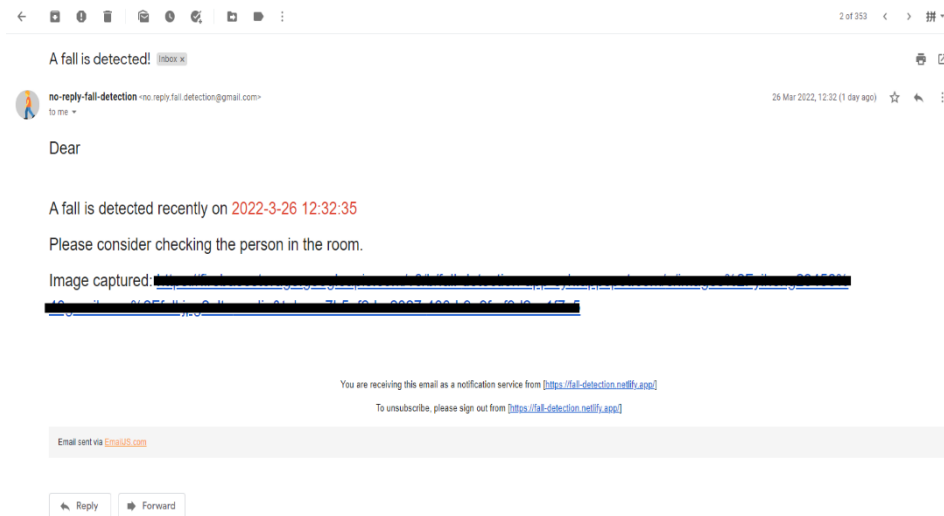 2 of 353
A fall is detected! Inbox x
no-reply-fall-detection <no.reply.fall.detection@gmail.com>
26 Mar 2022, 12:32 (1 day ago)
to me
Dear
A fall is detected recently on 2022-3-26 12:32:35
Please consider checking the person in the room.
Image captured:
You are receiving this email as a notification service from [https://fall-detection.netlify.app/]
To unsubscribe, please sign out from [https://fall-detection.netlify.app/]
Email sent via EmailJS.com
Reply
Forward